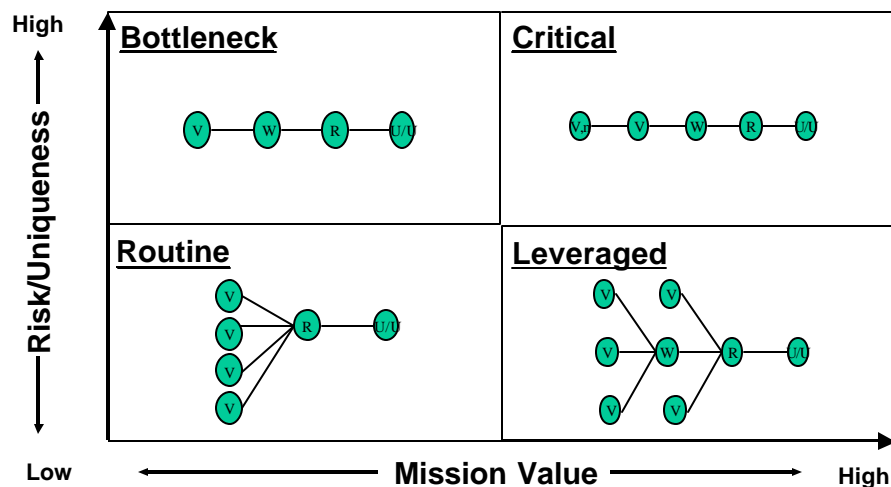 High
Bottleneck
Critical
V W R U/U
V,n V W R U/U
Risk/Uniqueness
Routine
Leveraged
V
V
V
V
R U/U
V V
V W R U/U
V V
Low
Mission Value
High